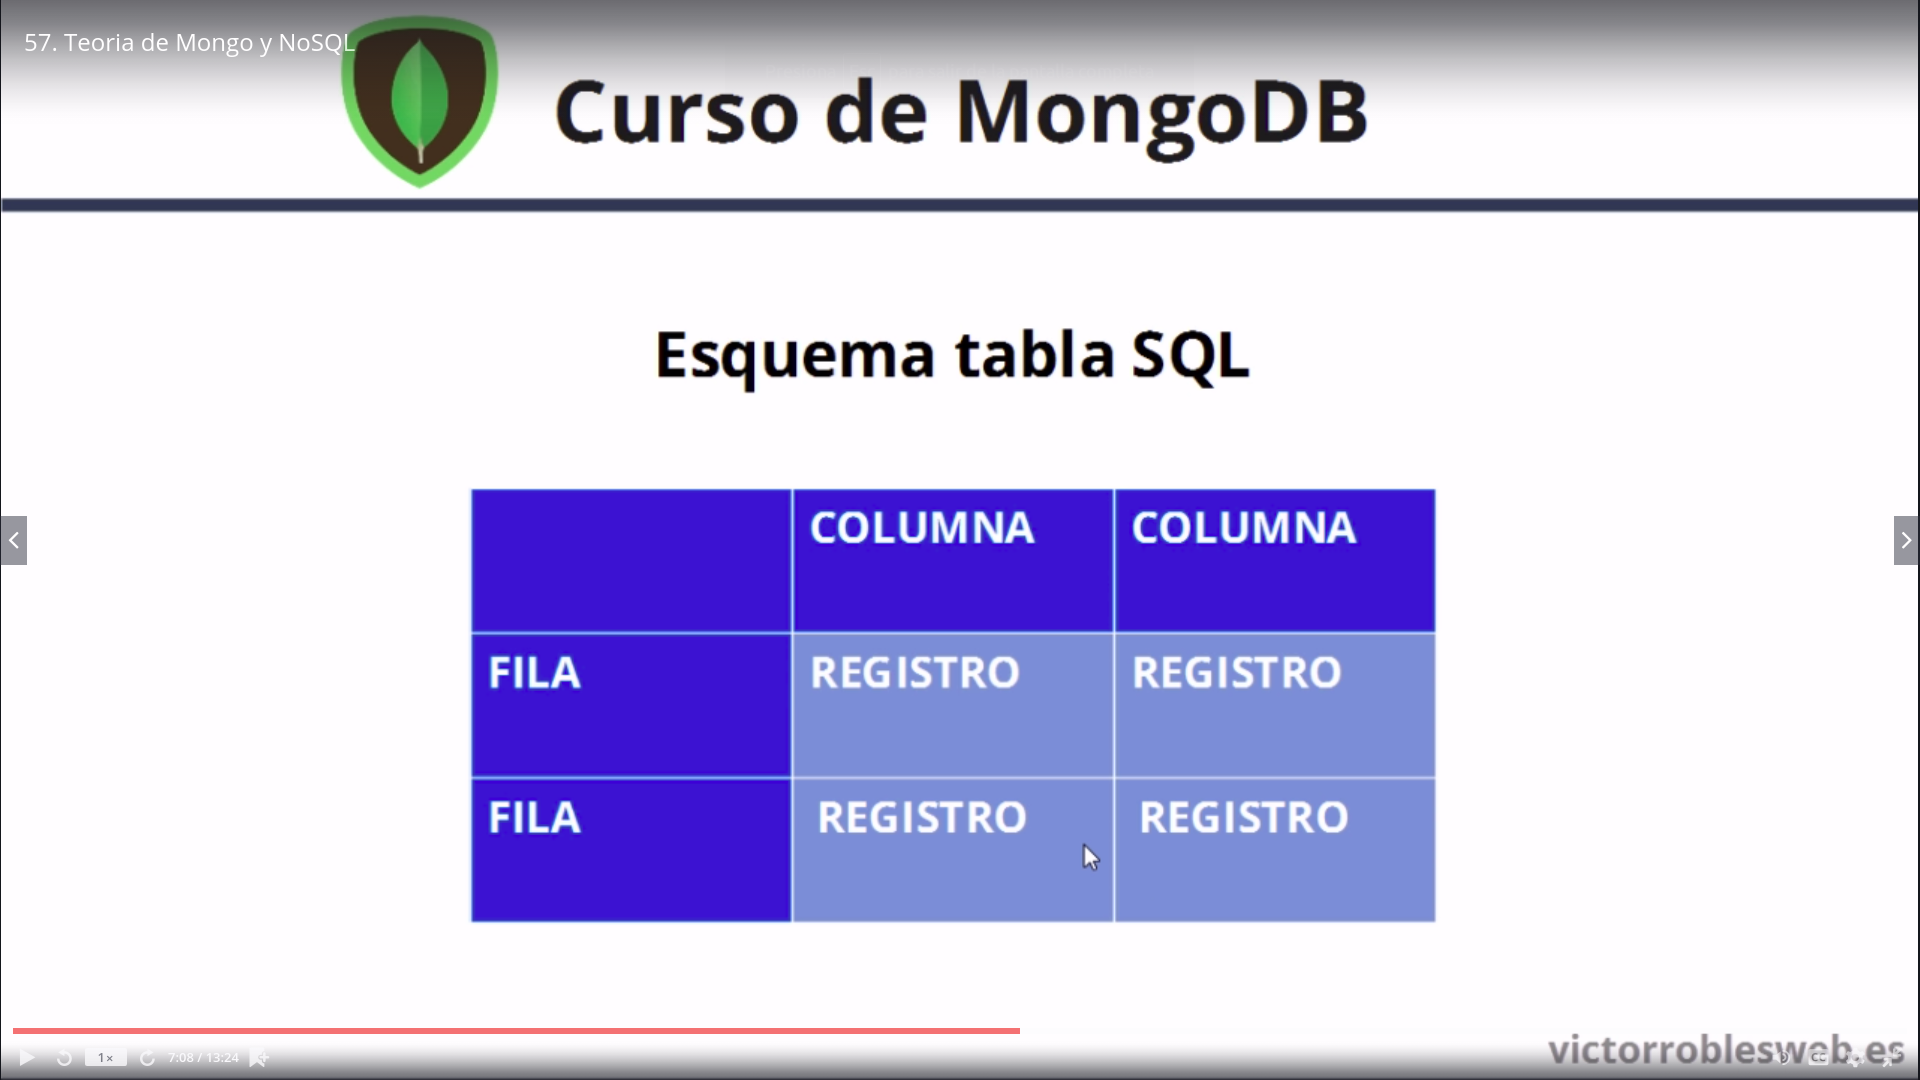 57. Teoria de Mongo y NoSQL
Curso de MongoDB
Esquema tabla SQL
COLUMNA COLUMNA
FILA REGISTRO REGISTRO
FILA REGISTRO REGISTRO
1× 7:08 / 13:24
victorroblesweb.es